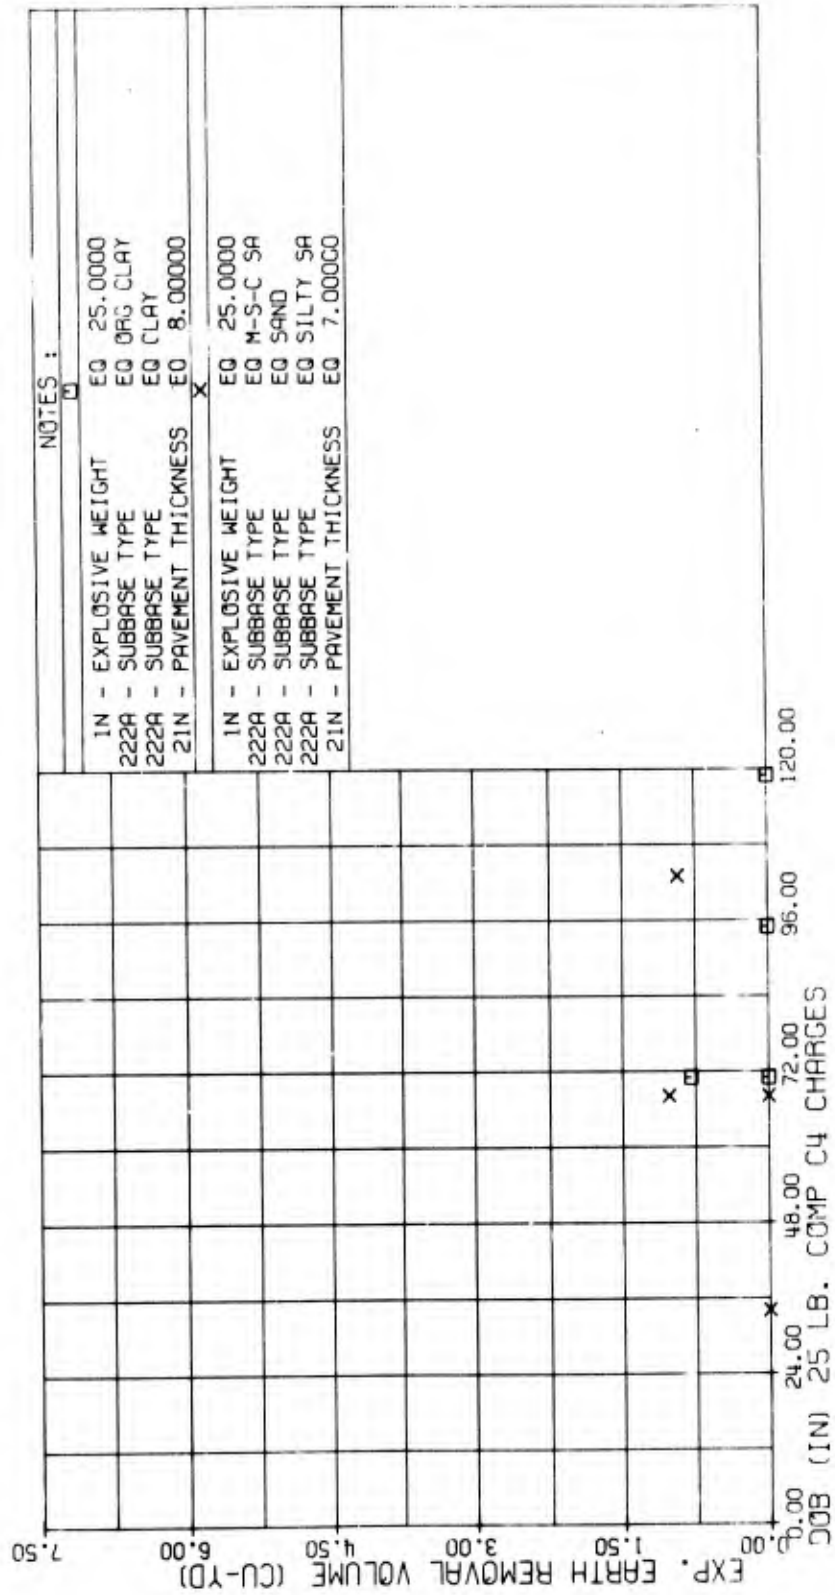 NOTES :
1N - EXPLOSIVE WEIGHT EQ 25.0000
222A - SUBBASE TYPE EQ ORG CLAY
222A - SUBBASE TYPE EQ CLAY
21N - PAVEMENT THICKNESS EQ 8.00000
1N - EXPLOSIVE WEIGHT EQ 25.0000
222A - SUBBASE TYPE EQ M-S-C SA
222A - SUBBASE TYPE EQ SAND
222A - SUBBASE TYPE EQ SILTY SA
21N - PAVEMENT THICKNESS EQ 7.00000
EXP. EARTH REMOVAL VOLUME (CU-YD)
7.50
6.00
4.50
3.00
1.50
0.00
0.00 24.00 48.00 72.00 96.00 120.00
DOB (IN) 25 LB. COMP C4 CHARGES